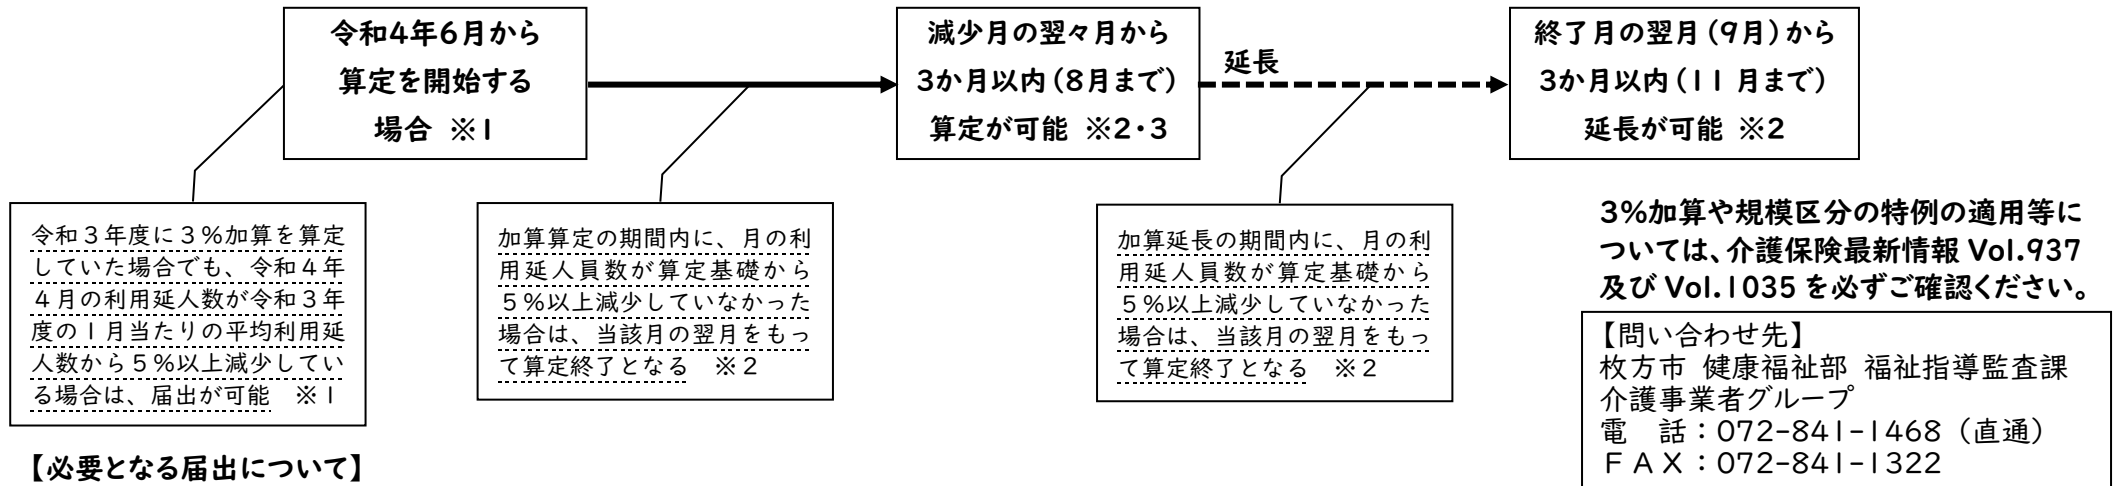 令和4年6月から
算定を開始する
場合 ※1
減少月の翌々月から
3か月以内(8月まで)
算定が可能 ※2・3
延長
終了月の翌月(9月)から
3か月以内(11月まで)
延長が可能 ※2
令和3年度に3%加算を算定
していた場合でも、令和4年
4月の利用延人数が令和3年
度の1月当たりの平均利用延
人数から5%以上減少してい
る場合は、届出が可能 ※1
加算算定の期間内に、月の利
用延人員数が算定基礎から
5%以上減少していなかった
場合は、当該月の翌月をもっ
て算定終了となる ※2
加算延長の期間内に、月の利
用延人員数が算定基礎から
5%以上減少していなかった
場合は、当該月の翌月をもっ
て算定終了となる ※2
3%加算や規模区分の特例の適用等に
ついては、介護保険最新情報 Vol.937
及び Vol.1035 を必ずご確認ください。
【問い合わせ先】
枚方市 健康福祉部 福祉指導監査課
介護事業者グループ
電 話:072-841-1468(直通)
FAX:072-841-1322
【必要となる届出について】